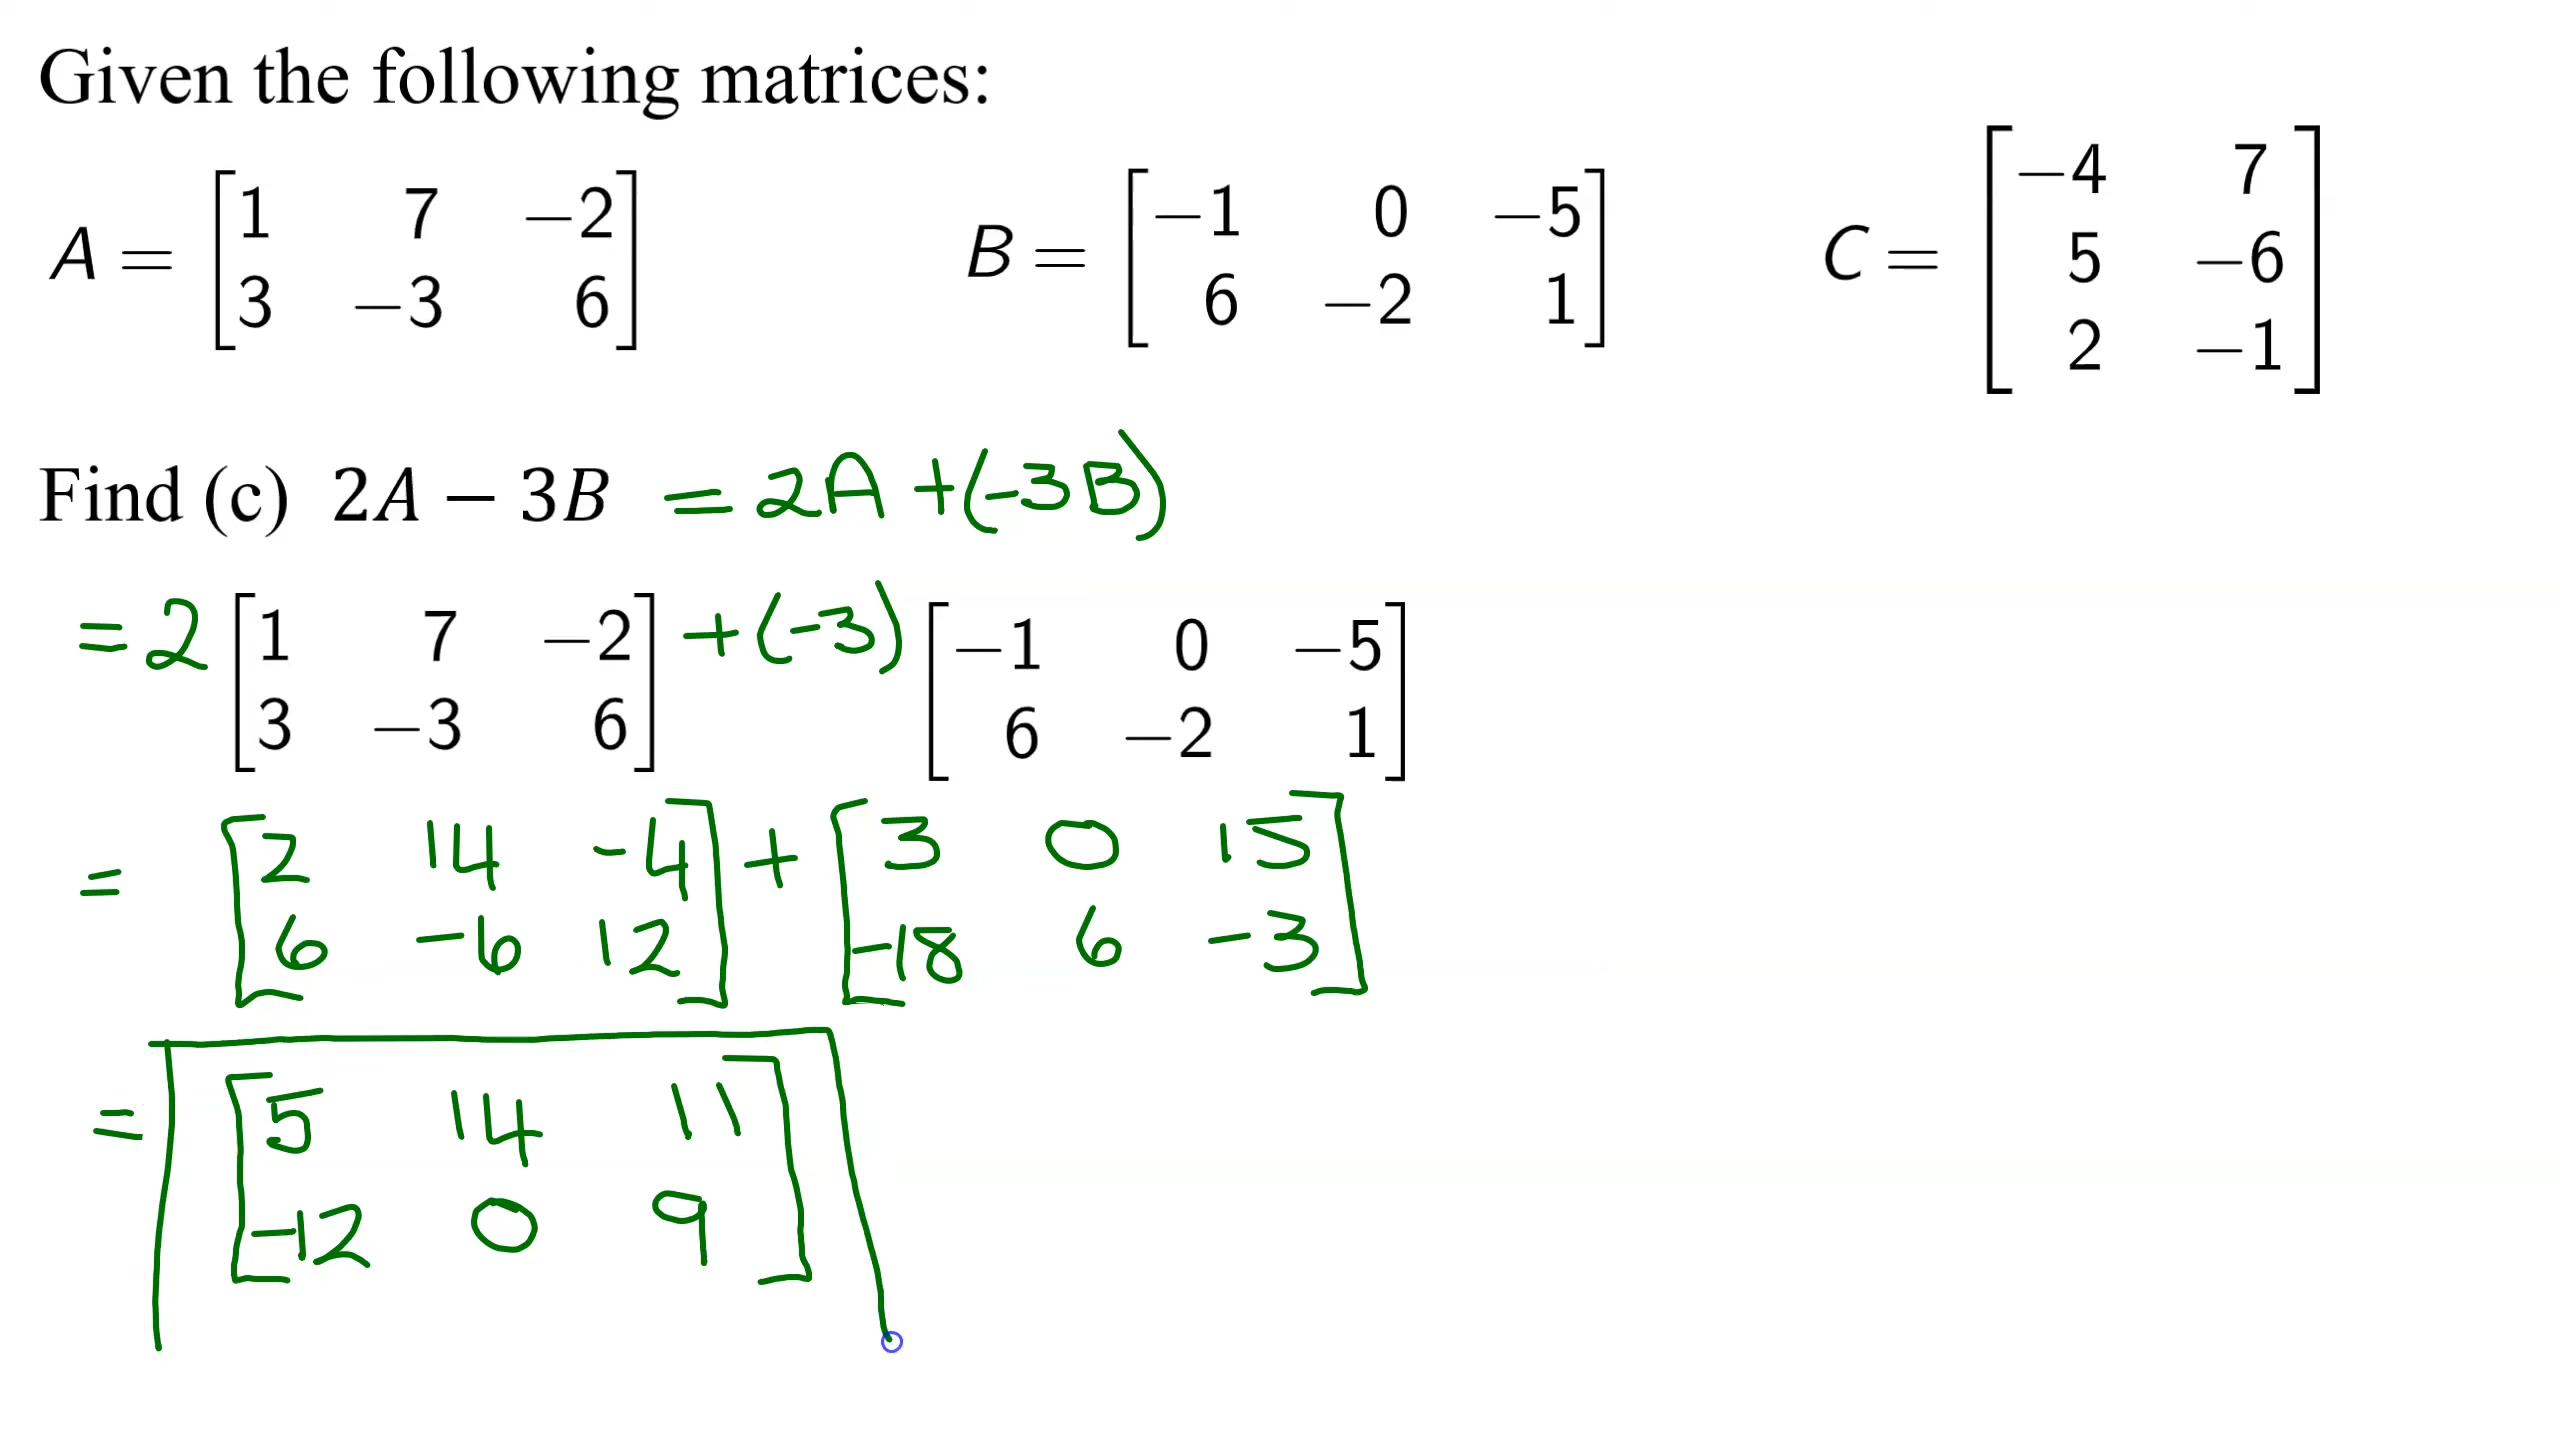 Given the following matrices:
A = [1 7 −2; 3 −3 6] B = [−1 0 −5; 6 −2 1] C = [−4 7; 5 −6; 2 −1]
Find (c) 2A − 3B = 2A + (-3B)
= 2 [1 7 −2; 3 −3 6] + (-3) [−1 0 −5; 6 −2 1]
= [2 14 -4; 6 -6 12] + [3 0 15; -18 6 -3]
= [5 14 11; -12 0 9]